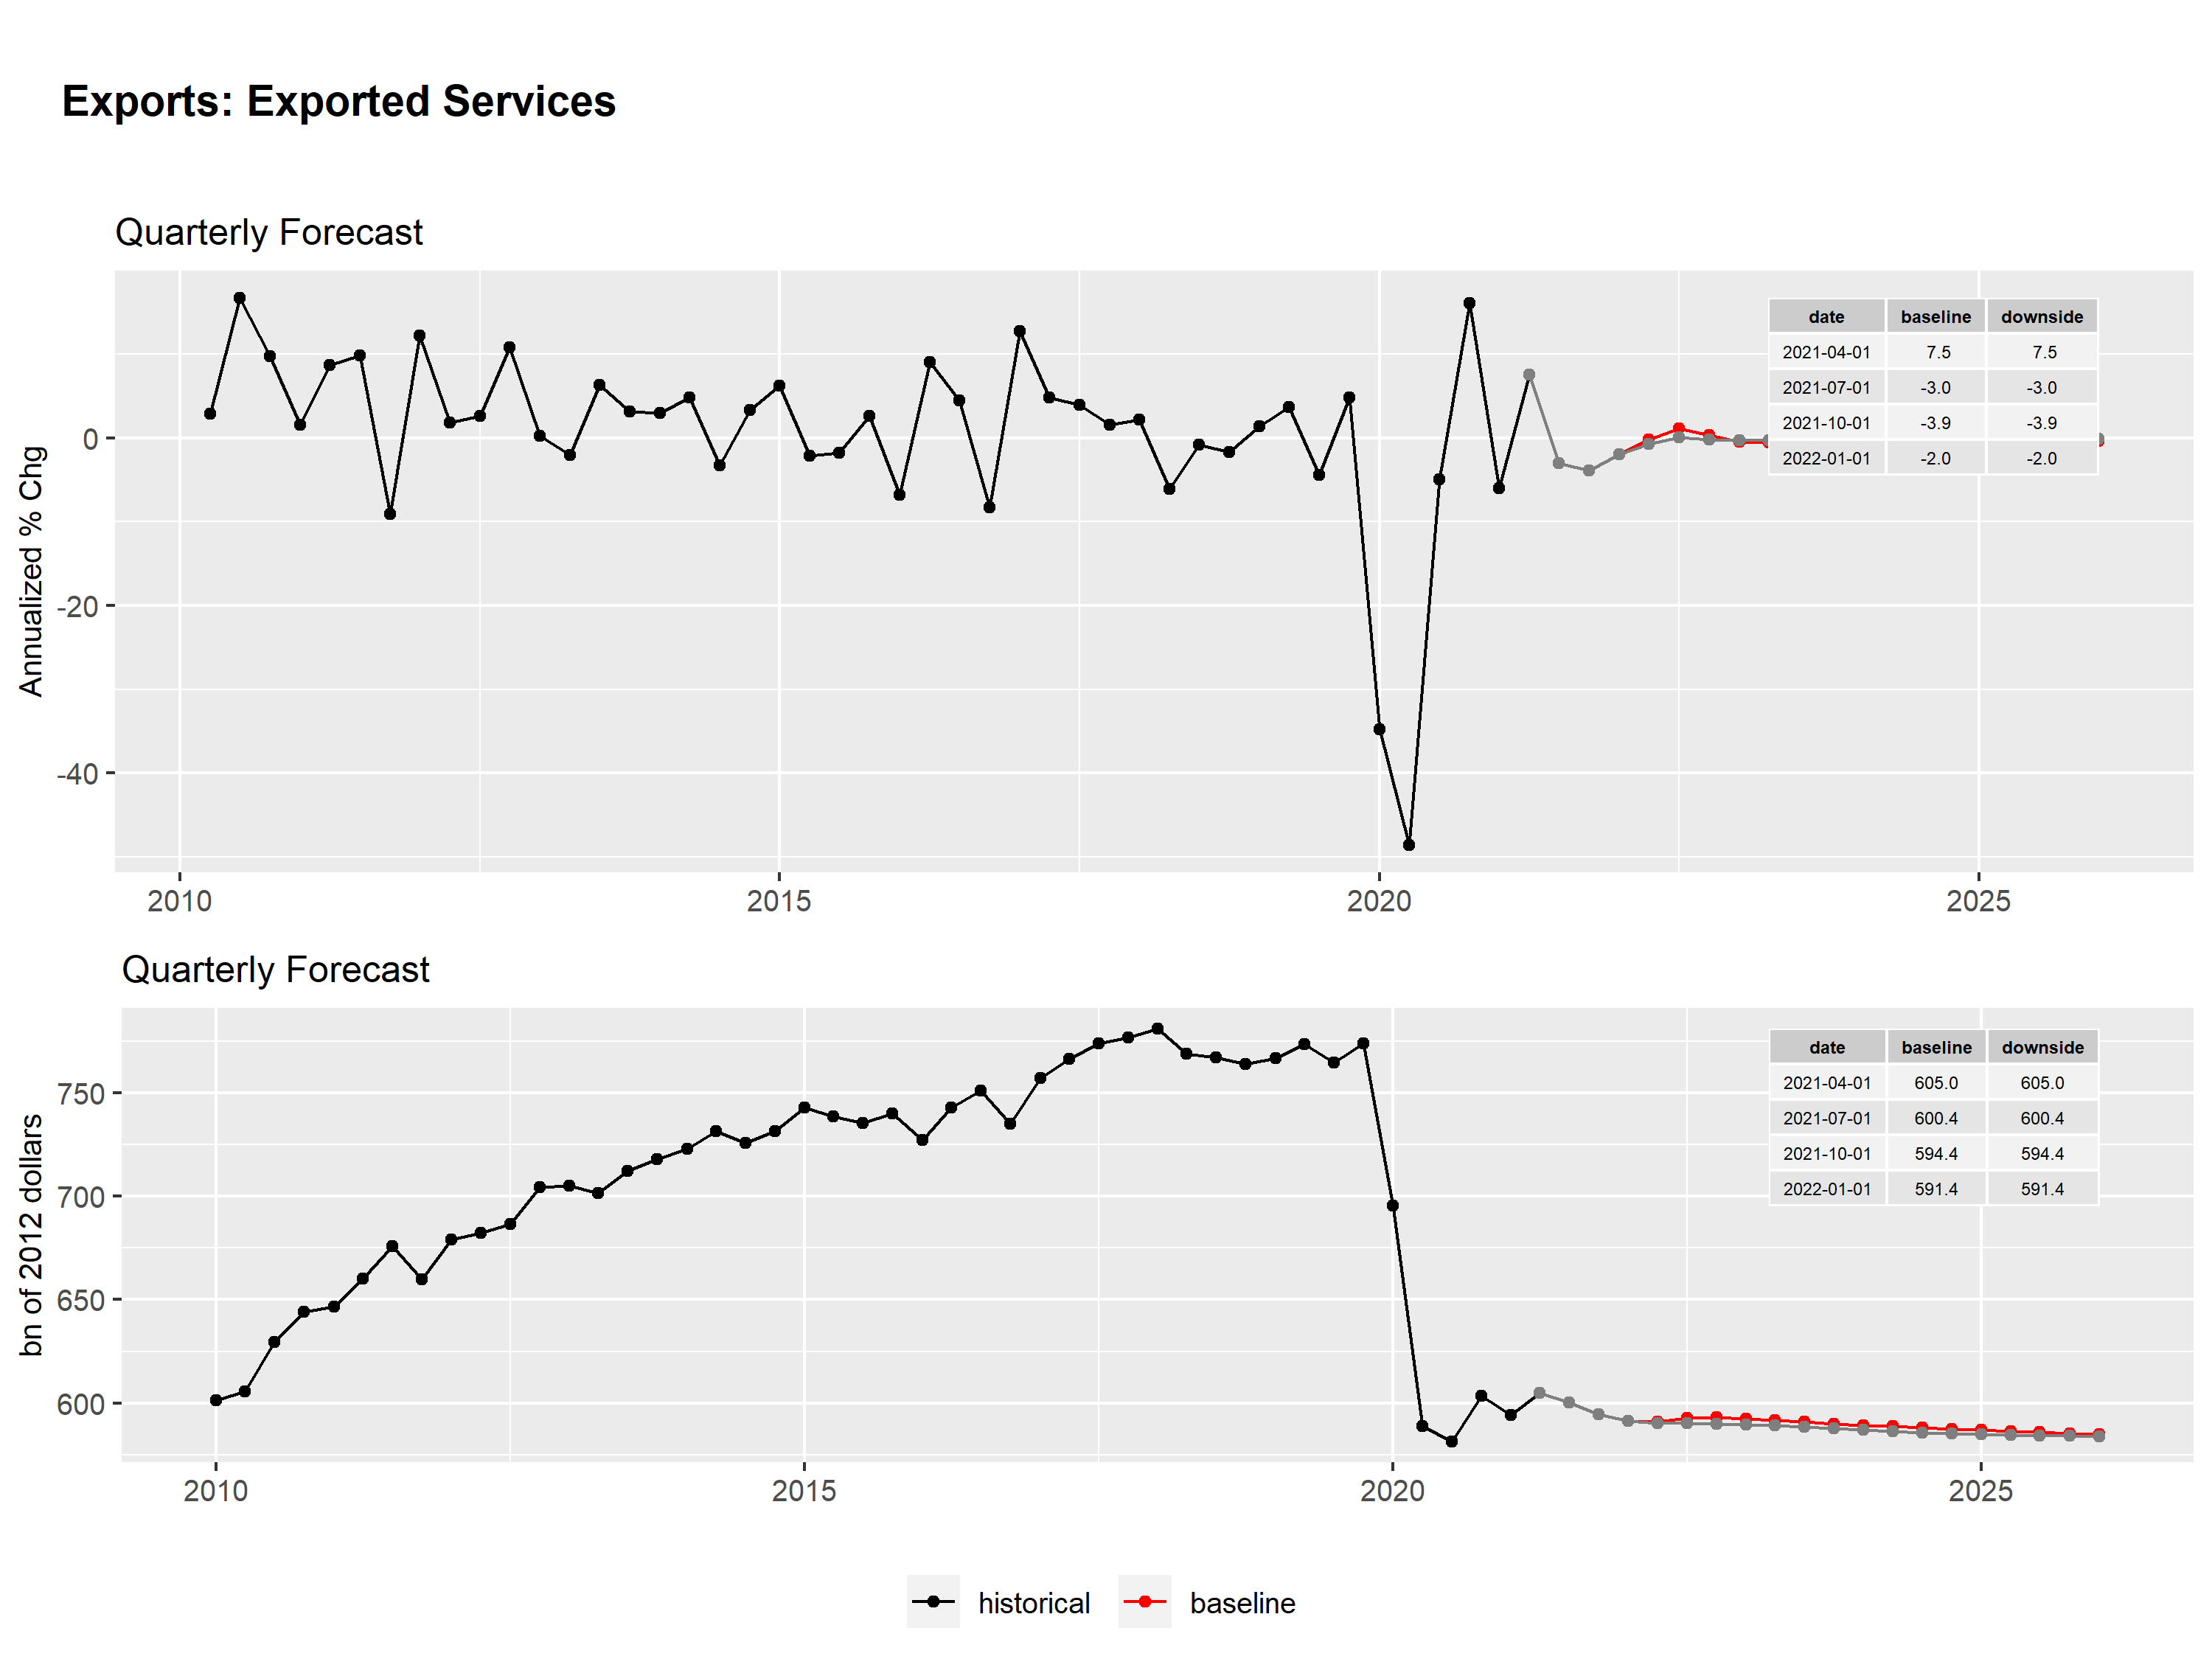 Exports: Exported Services
Quarterly Forecast
Annualized % Chg
0
-20
-40
2010 2015 2020 2025
date baseline downside
2021-04-01 7.5 7.5
2021-07-01 -3.0 -3.0
2021-10-01 -3.9 -3.9
2022-01-01 -2.0 -2.0
Quarterly Forecast
bn of 2012 dollars
750
700
650
600
2010 2015 2020 2025
date baseline downside
2021-04-01 605.0 605.0
2021-07-01 600.4 600.4
2021-10-01 594.4 594.4
2022-01-01 591.4 591.4
historical baseline